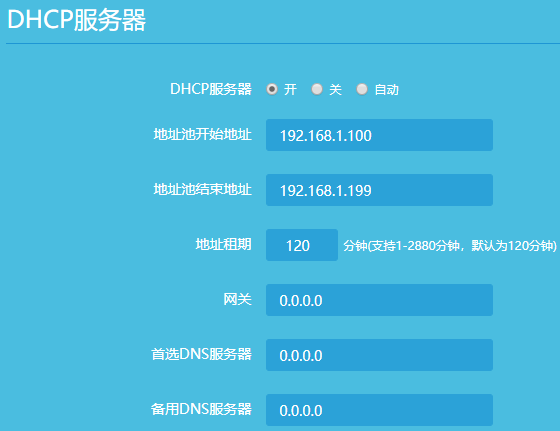 DHCP服务器
DHCP服务器 开 关 自动
地址池开始地址 192.168.1.100
地址池结束地址 192.168.1.199
地址租期 120 分钟(支持1-2880分钟，默认为120分钟)
网关 0.0.0.0
首选DNS服务器 0.0.0.0
备用DNS服务器 0.0.0.0